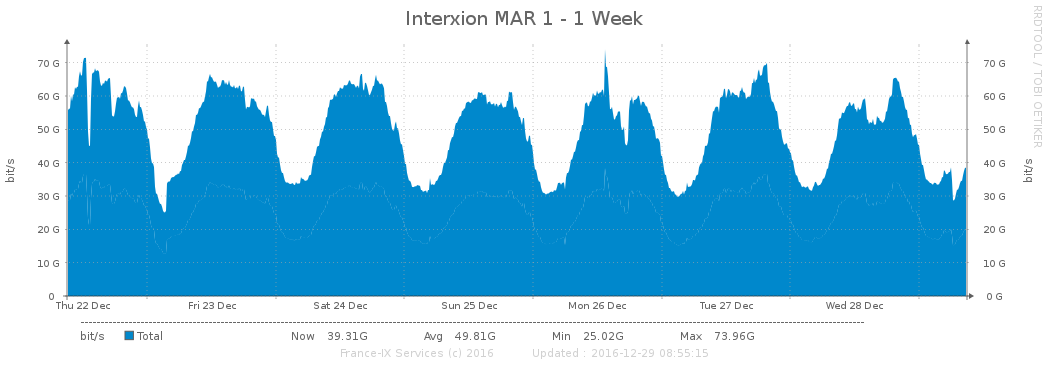 Interxion MAR 1 - 1 Week
RRDTOOL / TOBI OETIKER
bit/s
70 G 70 G
60 G 60 G
50 G 50 G
40 G 40 G
30 G 30 G
20 G 20 G
10 G 10 G
0 0 G
bit/s
Thu 22 Dec Fri 23 Dec Sat 24 Dec Sun 25 Dec Mon 26 Dec Tue 27 Dec Wed 28 Dec
bit/s Total Now 39.31G Avg 49.81G Min 25.02G Max 73.96G
France-IX Services (c) 2016 Updated : 2016-12-29 08:55:15